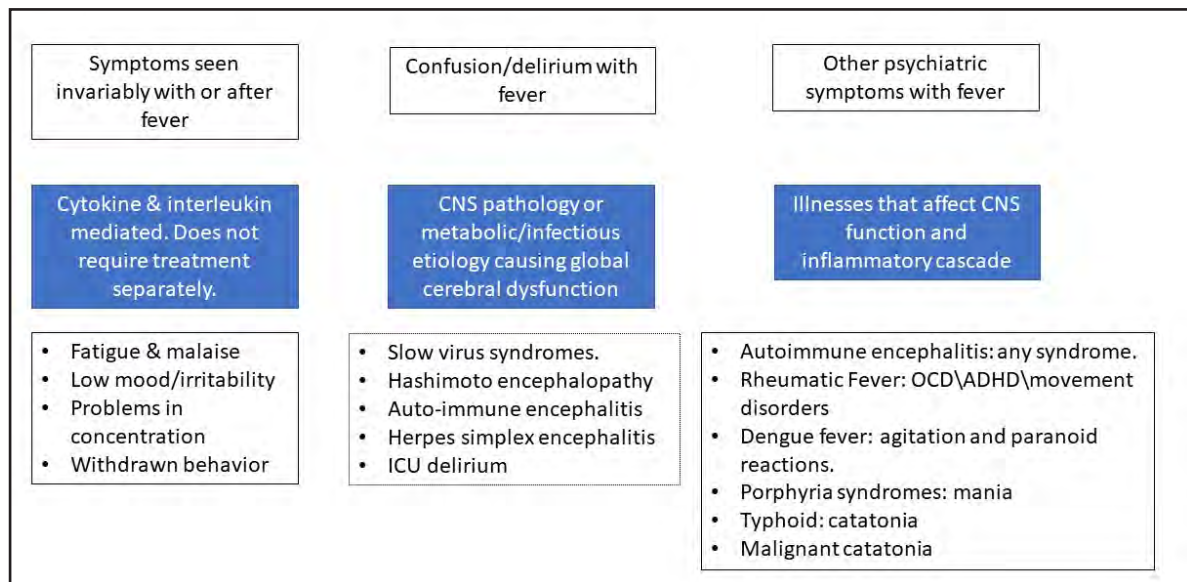 Symptoms seen
invariably with or after
fever
Confusion/delirium with
fever
Other psychiatric
symptoms with fever
Cytokine & interleukin
mediated. Does not
require treatment
separately.
CNS pathology or
metabolic/infectious
etiology causing global
cerebral dysfunction
Illnesses that affect CNS
function and
inflammatory cascade
• Fatigue & malaise
• Low mood/irritability
• Problems in
concentration
• Withdrawn behavior
• Slow virus syndromes.
• Hashimoto encephalopathy
• Auto-immune encephalitis
• Herpes simplex encephalitis
• ICU delirium
• Autoimmune encephalitis: any syndrome.
• Rheumatic Fever: OCD\ADHD\movement
disorders
• Dengue fever: agitation and paranoid
reactions.
• Porphyria syndromes: mania
• Typhoid: catatonia
• Malignant catatonia